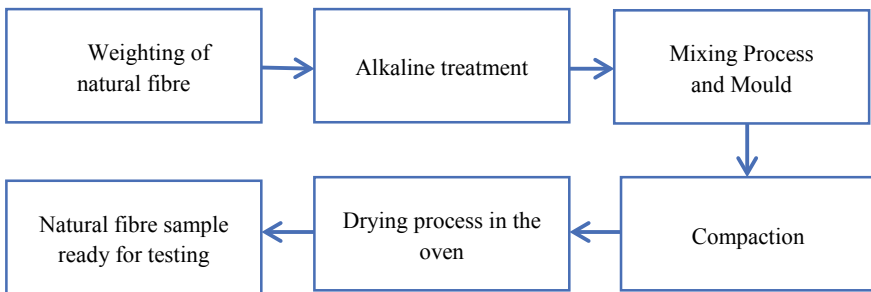 Weighting of
natural fibre
Alkaline treatment
Mixing Process
and Mould
Compaction
Drying process in the
oven
Natural fibre sample
ready for testing